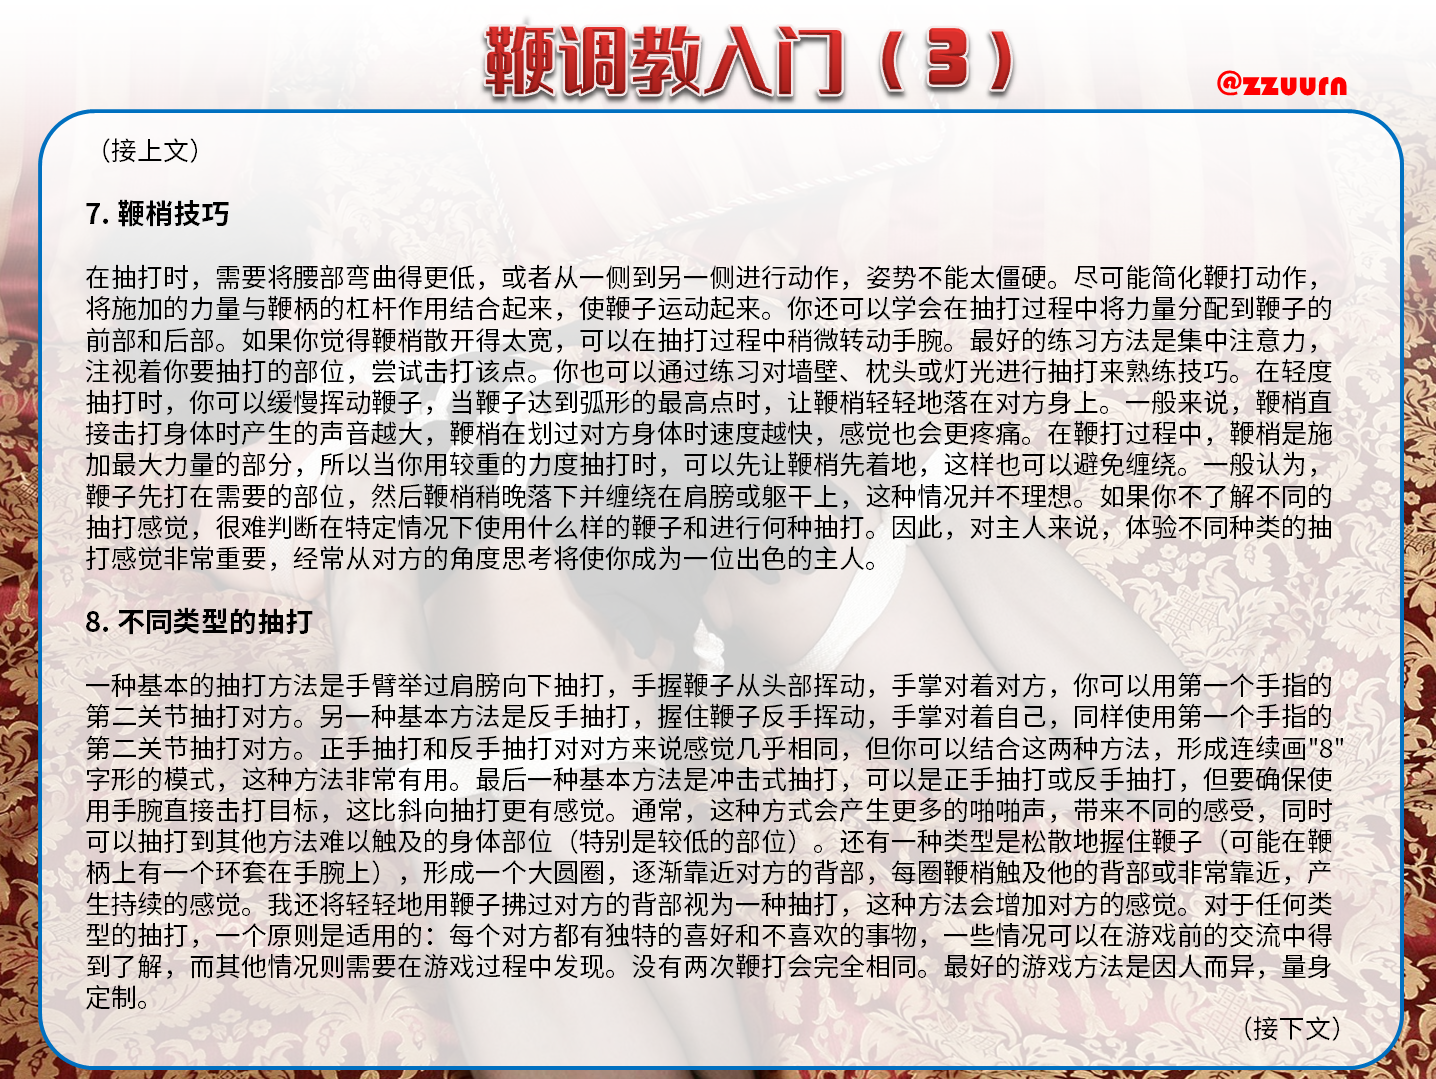 鞭调教入门（3）
@zzuurn
（接上文）
7. 鞭梢技巧
在抽打时，需要将腰部弯曲得更低，或者从一侧到另一侧进行动作，姿势不能太僵硬。尽可能简化鞭打动作，
将施加的力量与鞭柄的杠杆作用结合起来，使鞭子运动起来。你还可以学会在抽打过程中将力量分配到鞭子的
前部和后部。如果你觉得鞭梢散开得太宽，可以在抽打过程中稍微转动手腕。最好的练习方法是集中注意力，
注视着你要抽打的部位，尝试击打该点。你也可以通过练习对墙壁、枕头或灯光进行抽打来熟练技巧。在轻度
抽打时，你可以缓慢挥动鞭子，当鞭子达到弧形的最高点时，让鞭梢轻轻地落在对方身上。一般来说，鞭梢直
接击打身体时产生的声音越大，鞭梢在划过对方身体时速度越快，感觉也会更疼痛。在鞭打过程中，鞭梢是施
加最大力量的部分，所以当你用较重的力度抽打时，可以先让鞭梢先着地，这样也可以避免缠绕。一般认为，
鞭子先打在需要的部位，然后鞭梢稍晚落下并缠绕在肩膀或躯干上，这种情况并不理想。如果你不了解不同的
抽打感觉，很难判断在特定情况下使用什么样的鞭子和进行何种抽打。因此，对主人来说，体验不同种类的抽
打感觉非常重要，经常从对方的角度思考将使你成为一位出色的主人。
8. 不同类型的抽打
一种基本的抽打方法是手臂举过肩膀向下抽打，手握鞭子从头部挥动，手掌对着对方，你可以用第一个手指的
第二关节抽打对方。另一种基本方法是反手抽打，握住鞭子反手挥动，手掌对着自己，同样使用第一个手指的
第二关节抽打对方。正手抽打和反手抽打对对方来说感觉几乎相同，但你可以结合这两种方法，形成连续画"8"
字形的模式，这种方法非常有用。最后一种基本方法是冲击式抽打，可以是正手抽打或反手抽打，但要确保使
用手腕直接击打目标，这比斜向抽打更有感觉。通常，这种方式会产生更多的啪啪声，带来不同的感受，同时
可以抽打到其他方法难以触及的身体部位（特别是较低的部位）。还有一种类型是松散地握住鞭子（可能在鞭
柄上有一个环套在手腕上），形成一个大圆圈，逐渐靠近对方的背部，每圈鞭梢触及他的背部或非常靠近，产
生持续的感觉。我还将轻轻地用鞭子拂过对方的背部视为一种抽打，这种方法会增加对方的感觉。对于任何类
型的抽打，一个原则是适用的：每个对方都有独特的喜好和不喜欢的事物，一些情况可以在游戏前的交流中得
到了解，而其他情况则需要在游戏过程中发现。没有两次鞭打会完全相同。最好的游戏方法是因人而异，量身
定制。
（接下文）